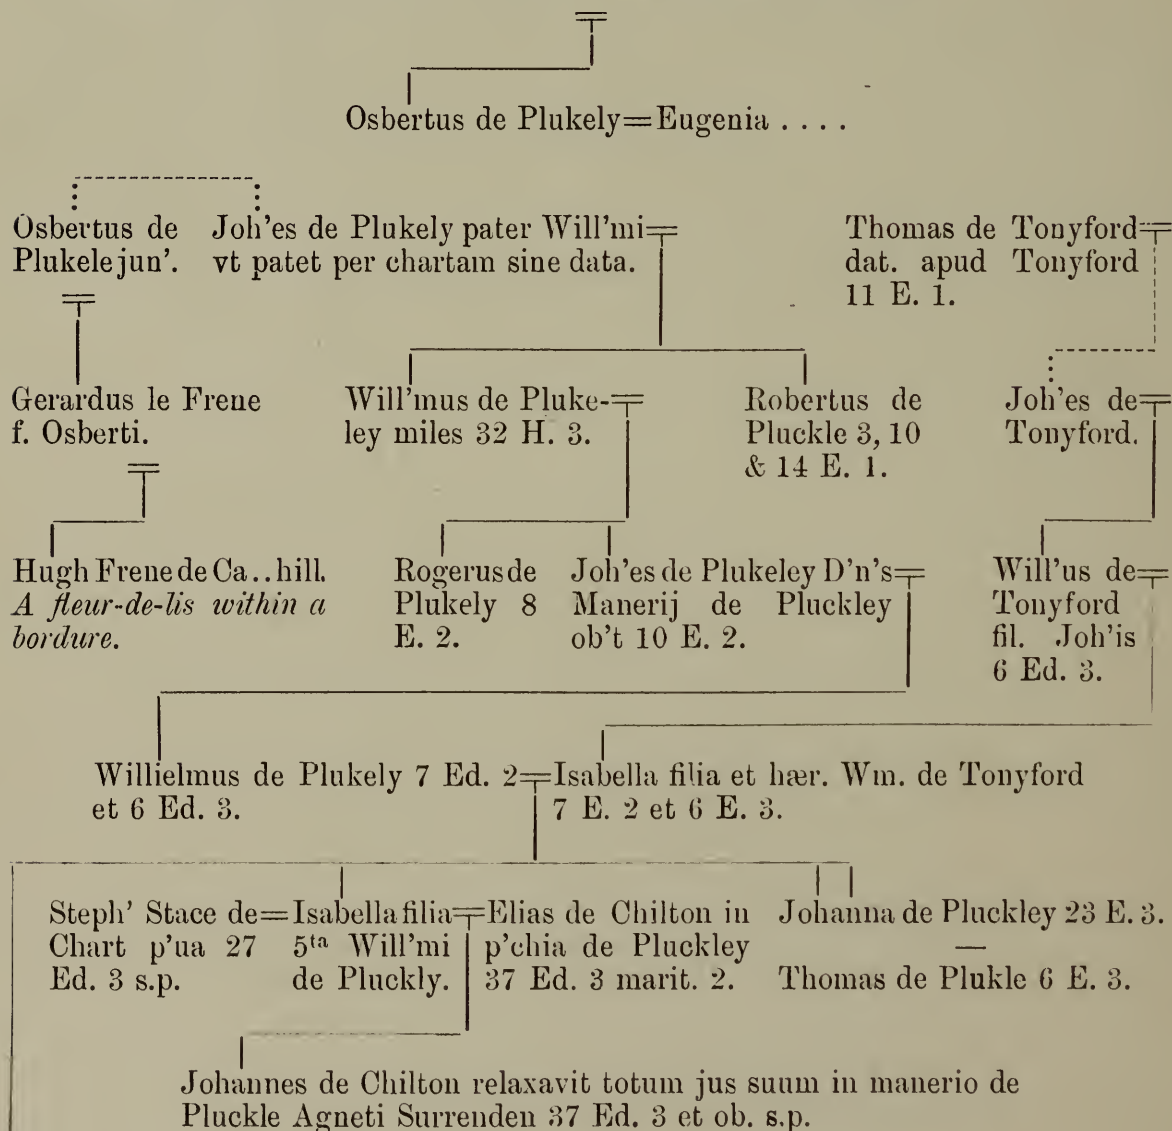 Osbertus de Plukely=Eugenia . . . .
Osbertus de
Plukele jun'.
Joh'es de Plukely pater Will'mi
vt patet per chartam sine data.
Thomas de Tonyford
dat. apud Tonyford
11 E. 1.
Gerardus le Frene
f. Osberti.
Will'mus de Pluke-
ley miles 32 H. 3.
Robertus de
Pluckle 3, 10
& 14 E. 1.
Joh'es de
Tonyford.
Hugh Frene de Ca..hill.
A fleur-de-lis within a
bordure.
Rogerus de
Plukely 8
E. 2.
Joh'es de Plukeley D'n's
Manerij de Pluckley
ob't 10 E. 2.
Will'us de
Tonyford
fil. Joh'is
6 Ed. 3.
Willielmus de Plukely 7 Ed. 2
et 6 Ed. 3.
Isabella filia et hær. Wm. de Tonyford
7 E. 2 et 6 E. 3.
Steph' Stace de
Chart p'ua 27
Ed. 3 s.p.
Isabella filia
5ta Will'mi
de Pluckly.
Elias de Chilton in
p'chia de Pluckley
37 Ed. 3 marit. 2.
Johanna de Pluckley 23 E. 3.
—
Thomas de Plukle 6 E. 3.
Johannes de Chilton relaxavit totum jus suum in manerio de
Pluckle Agneti Surrenden 37 Ed. 3 et ob. s.p.